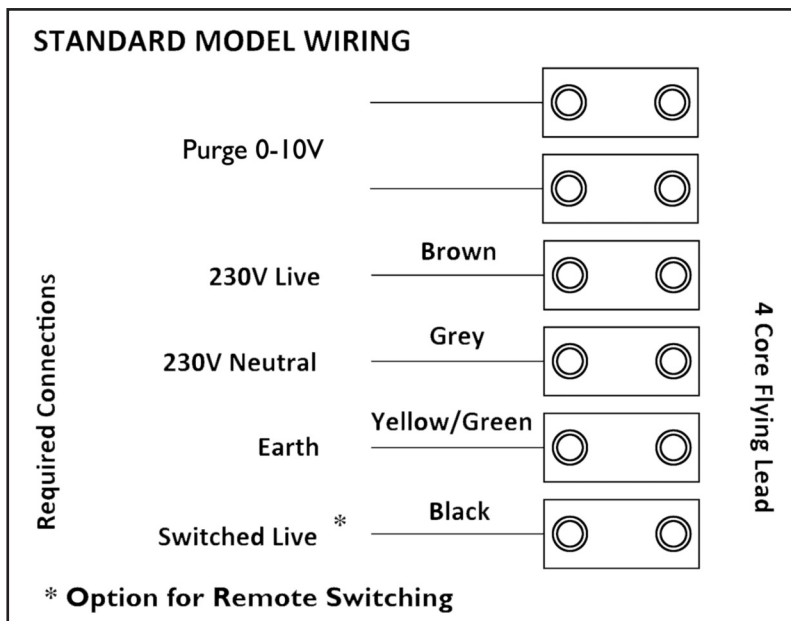 STANDARD MODEL WIRING
Purge 0-10V
Brown
230V Live
Grey
230V Neutral
Yellow/Green
Earth
Black
Switched Live *
* Option for Remote Switching
Required Connections
4 Core Flying Lead